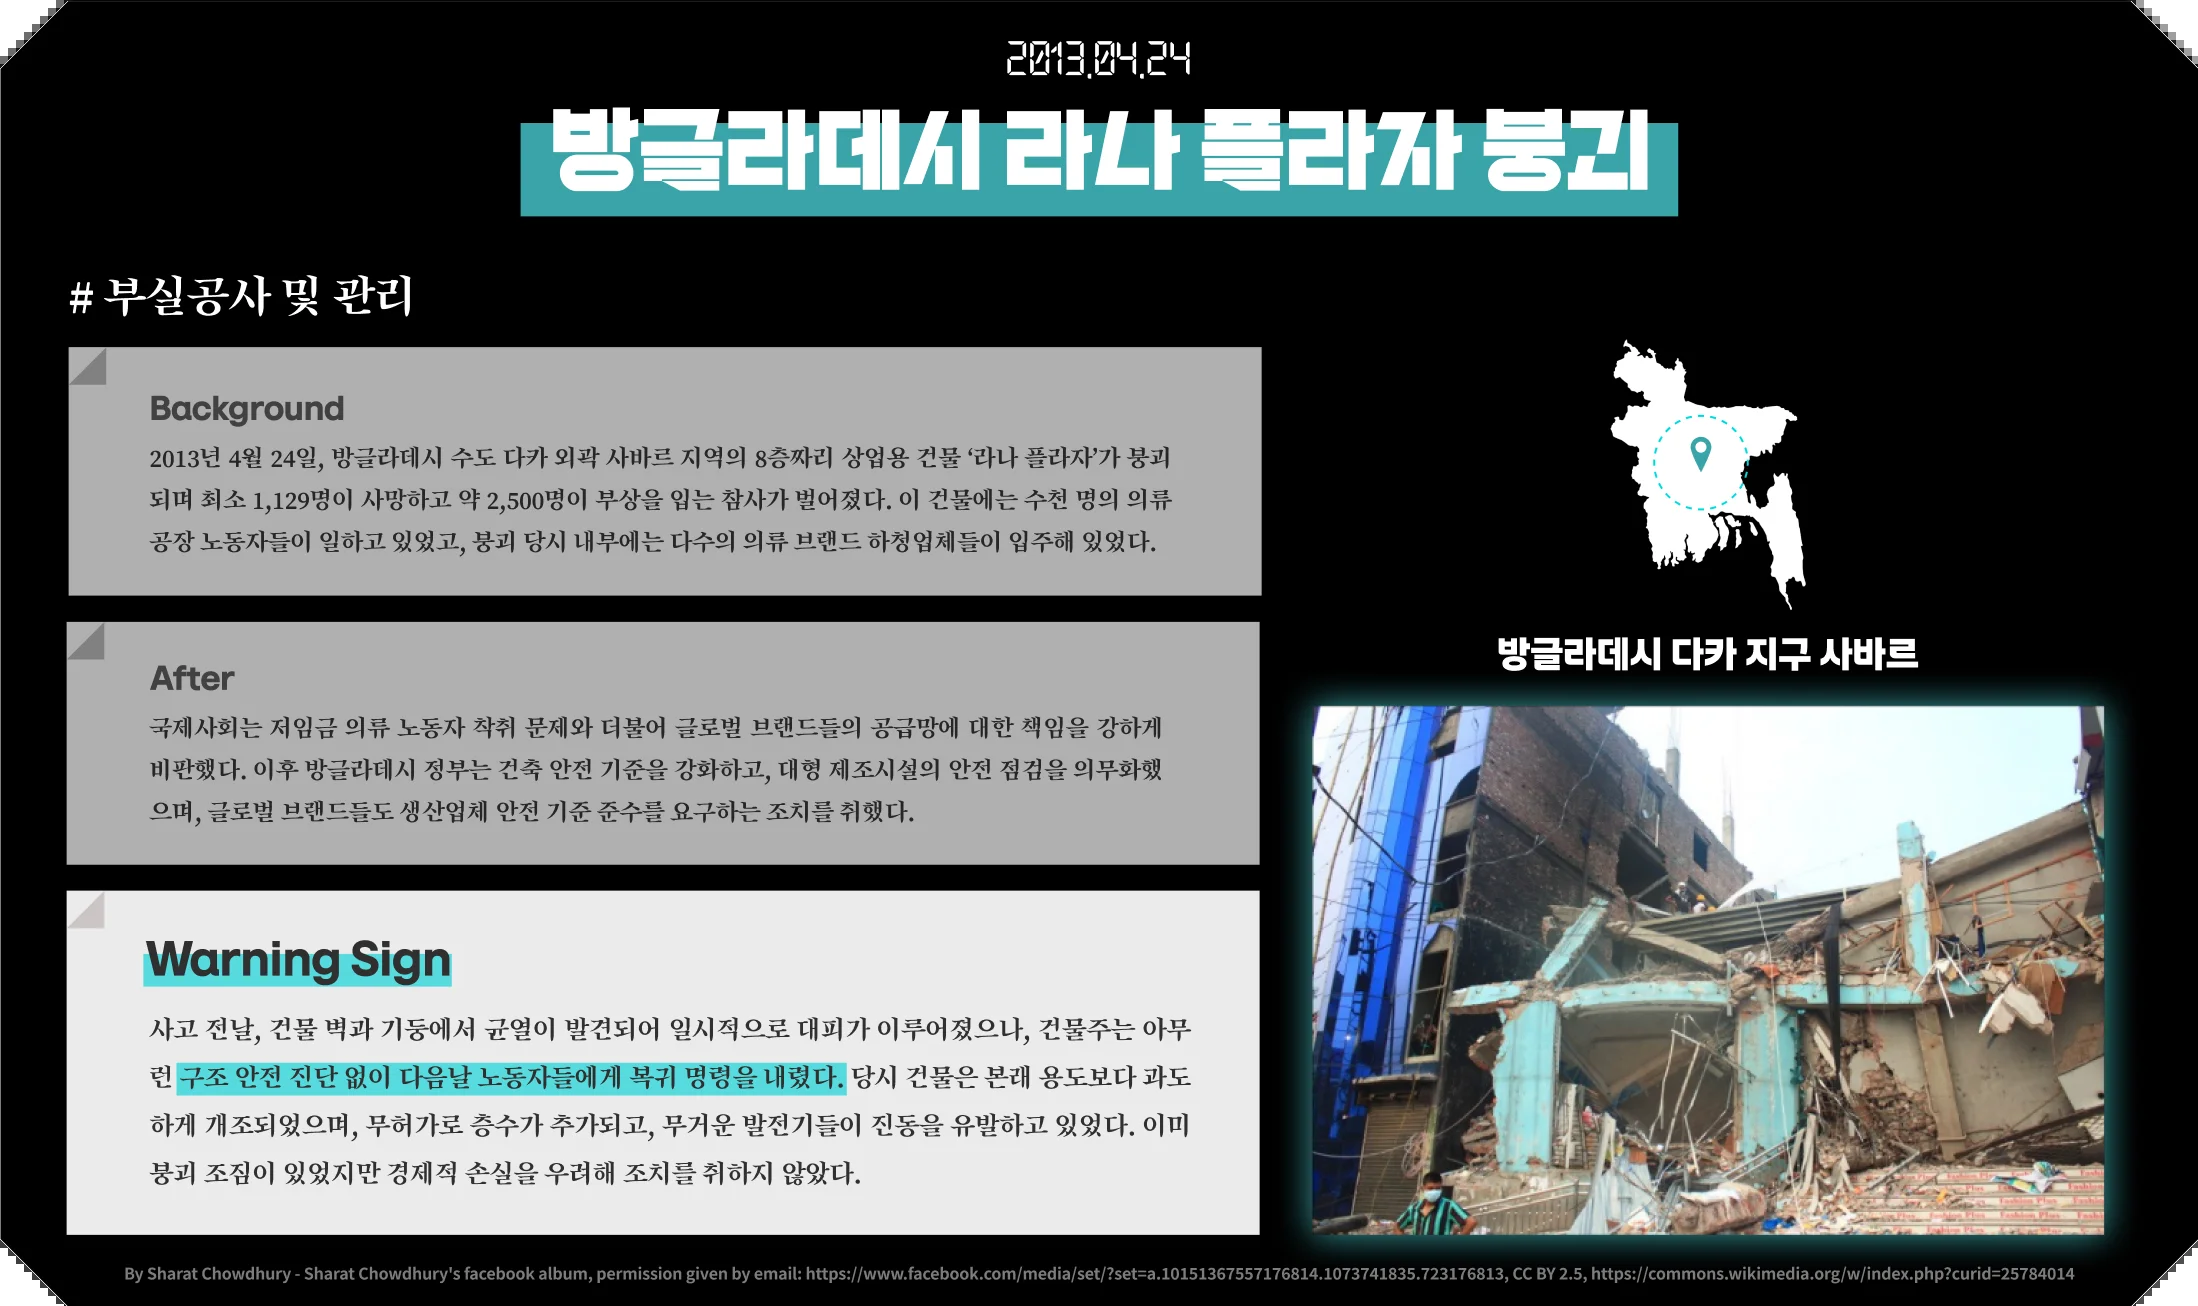 2013.04.24
방글라데시 라나 플라자 붕괴
# 부실공사 및 관리
Background
2013년 4월 24일, 방글라데시 수도 다카 외곽 사바르 지역의 8층짜리 상업용 건물 ‘라나 플라자’가 붕괴
되며 최소 1,129명이 사망하고 약 2,500명이 부상을 입는 참사가 벌어졌다. 이 건물에는 수천 명의 의류
공장 노동자들이 일하고 있었고, 붕괴 당시 내부에는 다수의 의류 브랜드 하청업체들이 입주해 있었다.
After
국제사회는 저임금 의류 노동자 착취 문제와 더불어 글로벌 브랜드들의 공급망에 대한 책임을 강하게
비판했다. 이후 방글라데시 정부는 건축 안전 기준을 강화하고, 대형 제조시설의 안전 점검을 의무화했
으며, 글로벌 브랜드들도 생산업체 안전 기준 준수를 요구하는 조치를 취했다.
Warning Sign
사고 전날, 건물 벽과 기둥에서 균열이 발견되어 일시적으로 대피가 이루어졌으나, 건물주는 아무
런 구조 안전 진단 없이 다음날 노동자들에게 복귀 명령을 내렸다. 당시 건물은 본래 용도보다 과도
하게 개조되었으며, 무허가로 층수가 추가되고, 무거운 발전기들이 진동을 유발하고 있었다. 이미
붕괴 조짐이 있었지만 경제적 손실을 우려해 조치를 취하지 않았다.
방글라데시 다카 지구 사바르
Fashion Plus
By Sharat Chowdhury - Sharat Chowdhury's facebook album, permission given by email: https://www.facebook.com/media/set/?set=a.10151367557176814.1073741835.723176813, CC BY 2.5, https://commons.wikimedia.org/w/index.php?curid=25784014